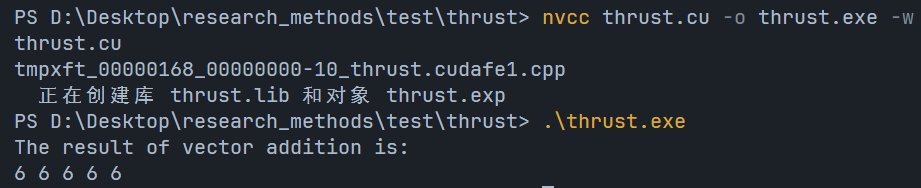 PS D:\Desktop\research_methods\test\thrust> nvcc thrust.cu -o thrust.exe -w
thrust.cu
tmpxft_00000168_00000000-10_thrust.cudafe1.cpp
正在创建库 thrust.lib 和对象 thrust.exp
PS D:\Desktop\research_methods\test\thrust> .\thrust.exe
The result of vector addition is:
6 6 6 6 6